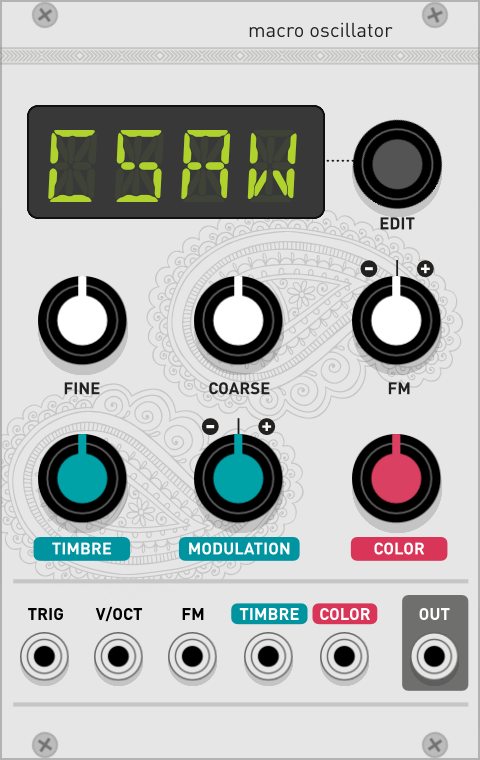 macro oscillator
CSAW
EDIT
− +
FINE COARSE FM
− +
TIMBRE MODULATION COLOR
TRIG V/OCT FM TIMBRE COLOR OUT